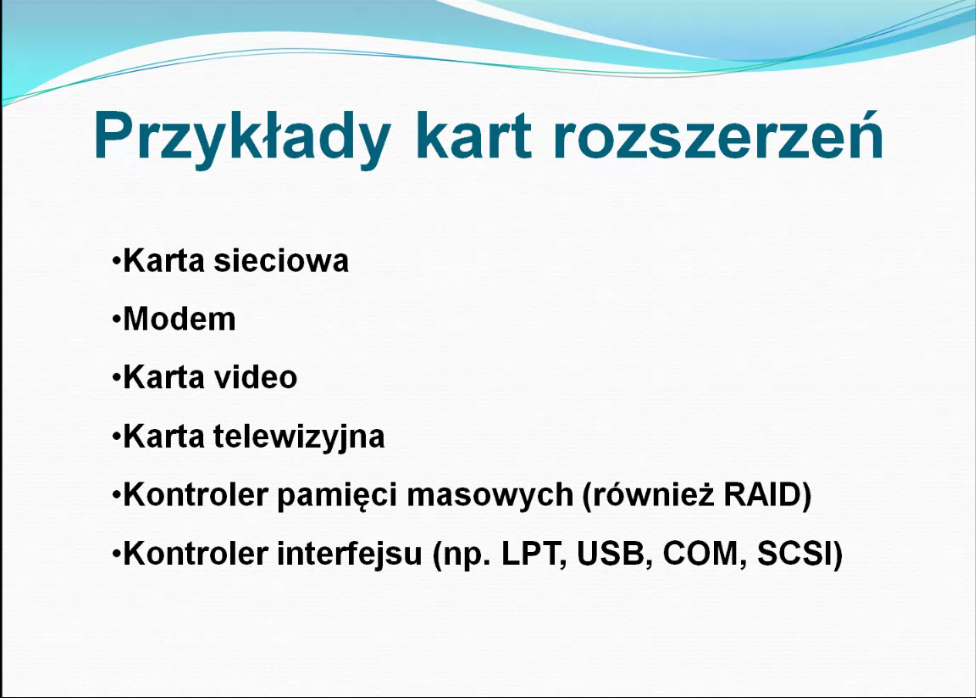 Przykłady kart rozszerzeń
•Karta sieciowa
•Modem
•Karta video
•Karta telewizyjna
•Kontroler pamięci masowych (również RAID)
•Kontroler interfejsu (np. LPT, USB, COM, SCSI)